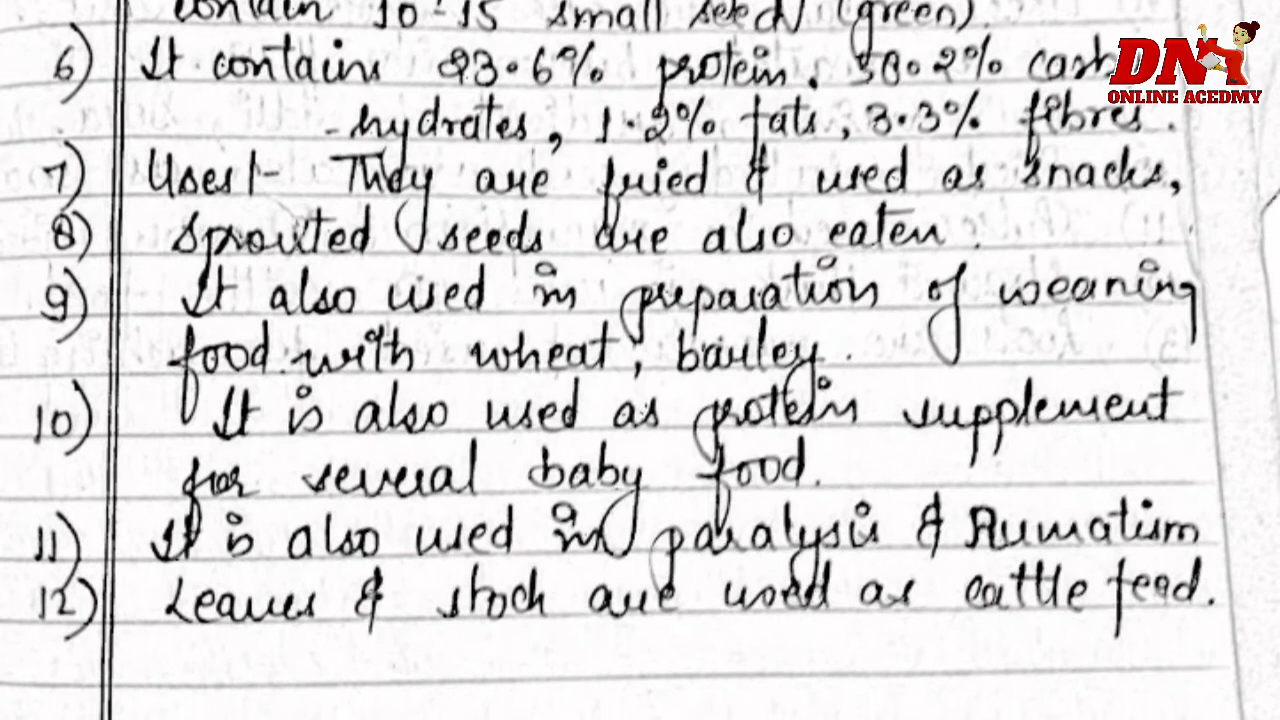 contain 10-15 small seed (green).
6) It contains 23.6% protein, 58.2% carb
-hydrates, 1.2% fats, 3.3% fibres.
7) Uses:- They are fried & used as snacks,
8) sprouted seeds are also eaten.
9) It also used in preparation of weaning
food with wheat, barley.
10) It is also used as protein supplement
for several baby food.
11) It is also used in paralysis & Rumatism
12) Leaves & stock are used as cattle feed.
DN
ONLINE ACEDMY